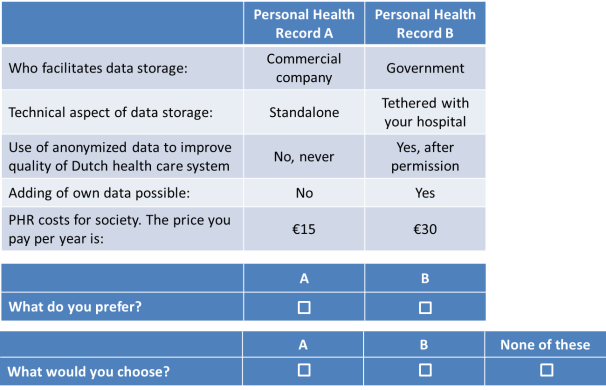 Personal Health Record A
Personal Health Record B
Who facilitates data storage:
Commercial company
Government
Technical aspect of data storage:
Standalone
Tethered with your hospital
Use of anonymized data to improve quality of Dutch health care system
No, never
Yes, after permission
Adding of own data possible:
No
Yes
PHR costs for society. The price you pay per year is:
€15
€30
A
B
What do you prefer?
A
B
None of these
What would you choose?